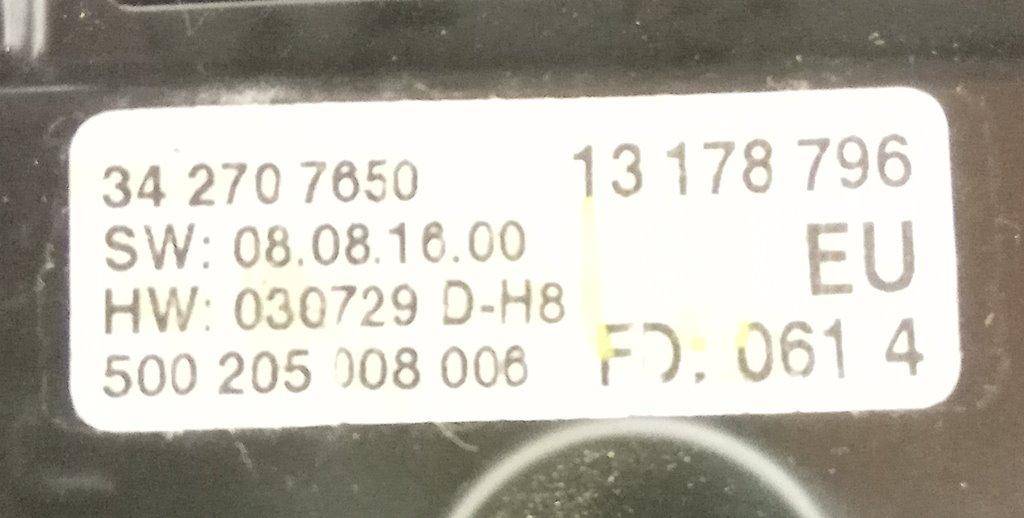 34 270 7650
SW: 08.08.16.00
HW: 030729 D-H8
500 205 008 006
13 178 796
EU
FD: 061 4